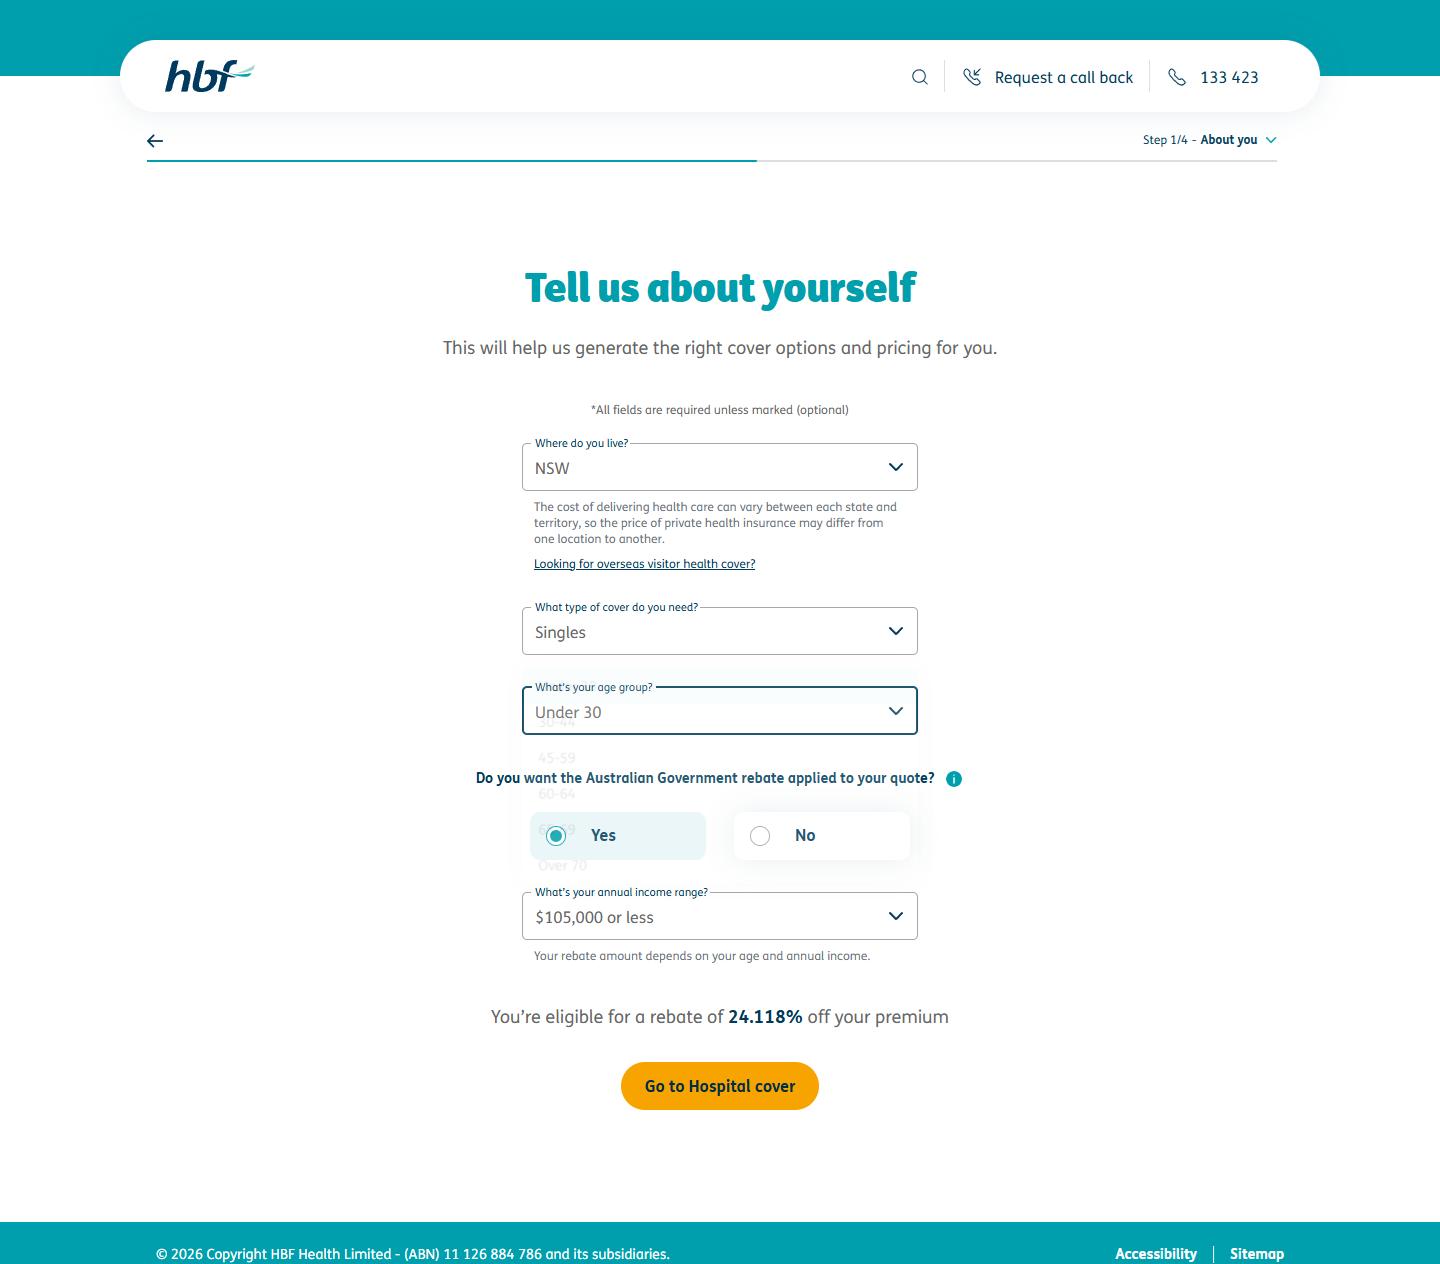 hbf
Request a call back
133 423
Step 1/4 - About you
Tell us about yourself
This will help us generate the right cover options and pricing for you.
*All fields are required unless marked (optional)
Where do you live?
NSW
The cost of delivering health care can vary between each state and
territory, so the price of private health insurance may differ from
one location to another.
Looking for overseas visitor health cover?
What type of cover do you need?
Singles
What's your age group?
Under 30
30-44
45-59
Do you want the Australian Government rebate applied to your quote?
60-64
65-69
Yes
No
Over 70
What's your annual income range?
$105,000 or less
Your rebate amount depends on your age and annual income.
You're eligible for a rebate of 24.118% off your premium
Go to Hospital cover
© 2026 Copyright HBF Health Limited - (ABN) 11 126 884 786 and its subsidiaries.
Accessibility
Sitemap